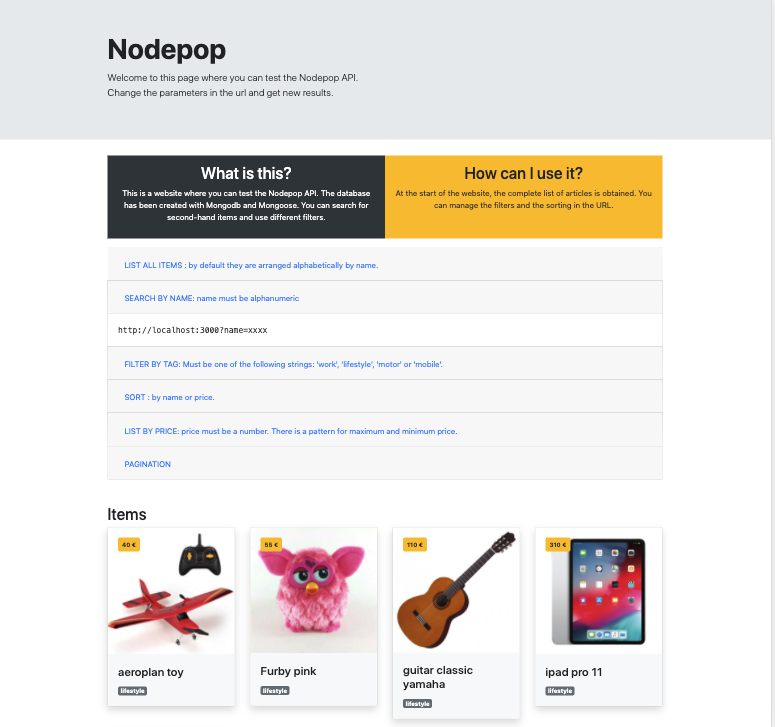 Nodepop
Welcome to this page where you can test the Nodepop API.
Change the parameters in the url and get new results.
What is this?
This is a website where you can test the Nodepop API. The database
has been created with Mongodb and Mongoose. You can search for
second-hand items and use different filters.
How can I use it?
At the start of the website, the complete list of articles is obtained. You
can manage the filters and the sorting in the URL.
LIST ALL ITEMS : by default they are arranged alphabetically by name.
SEARCH BY NAME: name must be alphanumeric
http://localhost:3000?name=xxxx
FILTER BY TAG: Must be one of the following strings: 'work', 'lifestyle', 'motor' or 'mobile'.
SORT : by name or price.
LIST BY PRICE: price must be a number. There is a pattern for maximum and minimum price.
PAGINATION
Items
40 €
aeroplan toy
lifestyle
55 €
Furby pink
lifestyle
110 €
guitar classic
yamaha
lifestyle
310 €
ipad pro 11
lifestyle